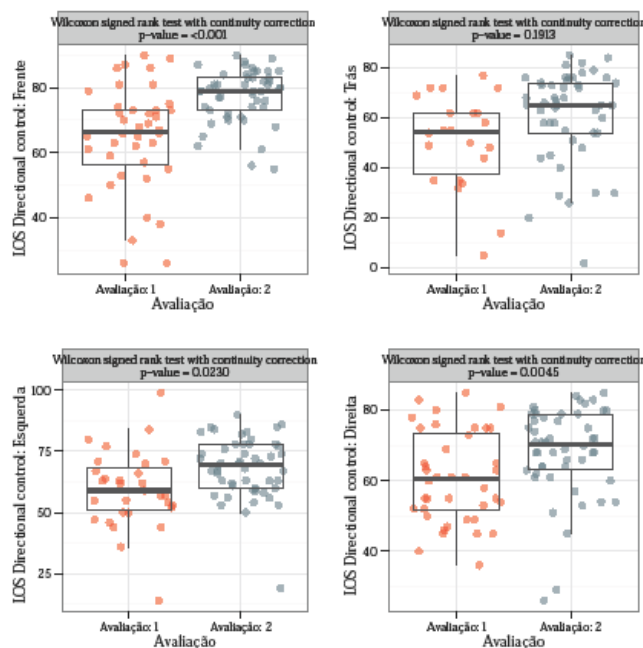 Wilcoxon signed rank test with continuity correction
p-value = <0.001
LOS Directional control: Frente
80
60
40
Avaliação: 1
Avaliação: 2
Avaliação
Wilcoxon signed rank test with continuity correction
p-value = 0.1913
LOS Directional control: Trás
80
60
40
20
0
Avaliação: 1
Avaliação: 2
Avaliação
Wilcoxon signed rank test with continuity correction
p-value = 0.0230
LOS Directional control: Esquerda
100
75
50
25
Avaliação: 1
Avaliação: 2
Avaliação
Wilcoxon signed rank test with continuity correction
p-value = 0.0045
LOS Directional control: Direita
80
60
40
Avaliação: 1
Avaliação: 2
Avaliação